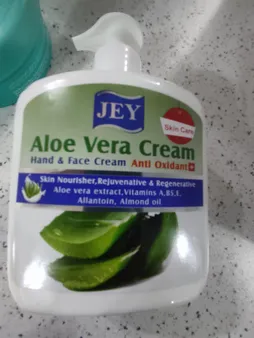 JEY
Skin Care
Aloe Vera Cream
Hand & Face Cream Anti Oxidant+
Skin Nourisher,Rejuvenative & Regenerative
Aloe vera extract,Vitamins A,B5,E.
Allantoin, Almond oil